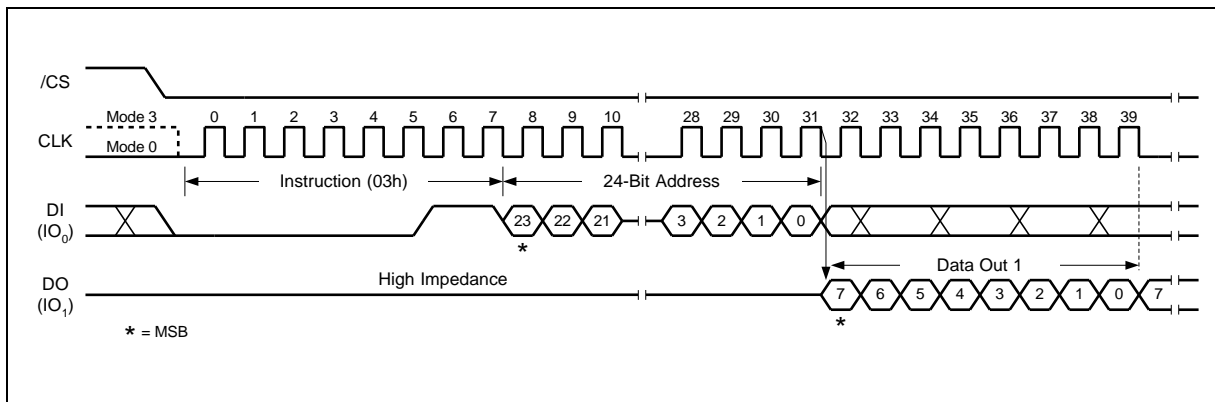 /CS
Mode 3 0 1 2 3 4 5 6 7 8 9 10 28 29 30 31 32 33 34 35 36 37 38 39
CLK Mode 0
Instruction (03h) 24-Bit Address
DI
(IO0) 23 22 21 3 2 1 0
*
High Impedance Data Out 1
DO
(IO1) 7 6 5 4 3 2 1 0 7
*
* = MSB